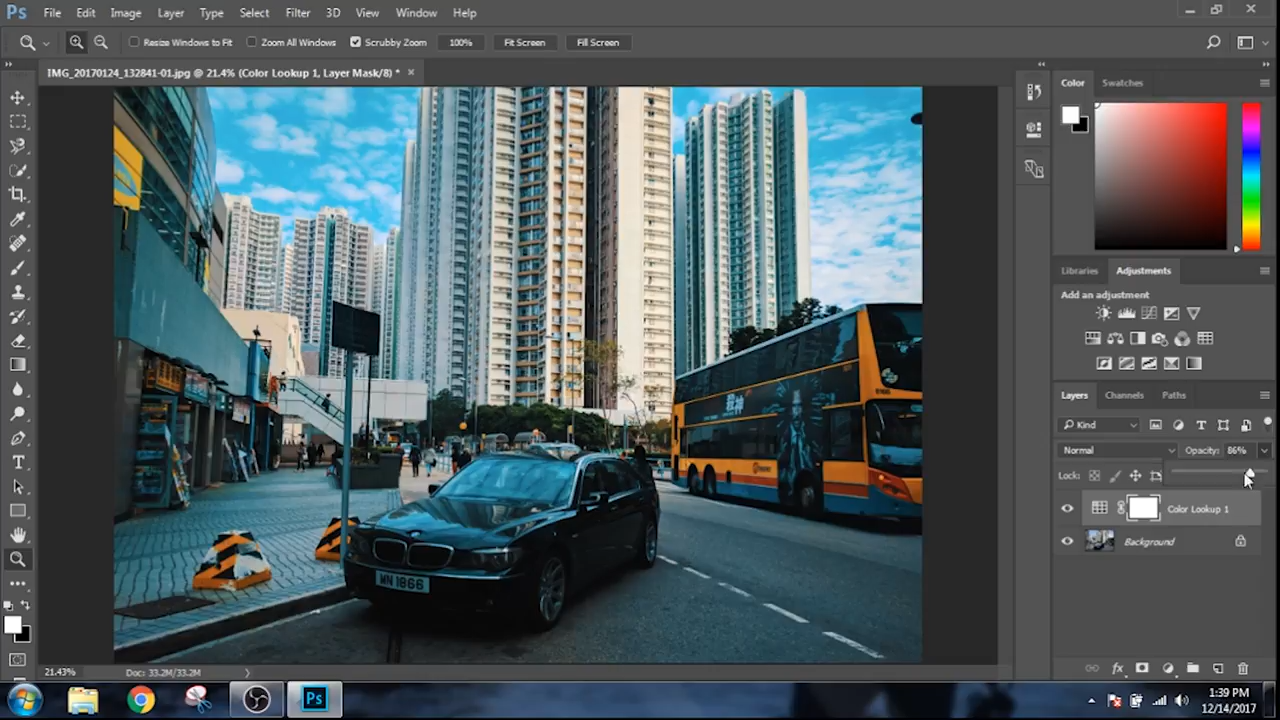 Ps File Edit Image Layer Type Select Filter 3D View Window Help
Resize Windows to Fit Zoom All Windows Scrubby Zoom 100% Fit Screen Fill Screen
IMG_20170124_132841-01.jpg @ 21.4% (Color Lookup 1, Layer Mask/8) *
Color Swatches
Libraries Adjustments
Add an adjustment
Layers Channels Paths
Kind
Normal Opacity: 86%
Lock:
Color Lookup 1
Background
WN 1866
21.43% Doc: 33.2M/33.2M
Ps
1:39 PM
12/14/2017